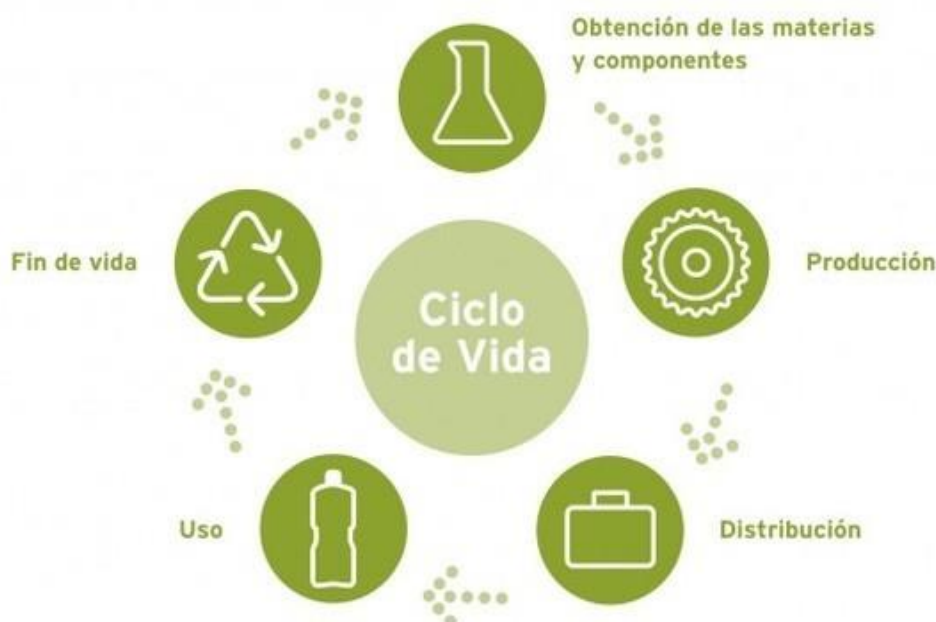 Obtención de las materias
y componentes
Producción
Distribución
Uso
Fin de vida
Ciclo
de Vida